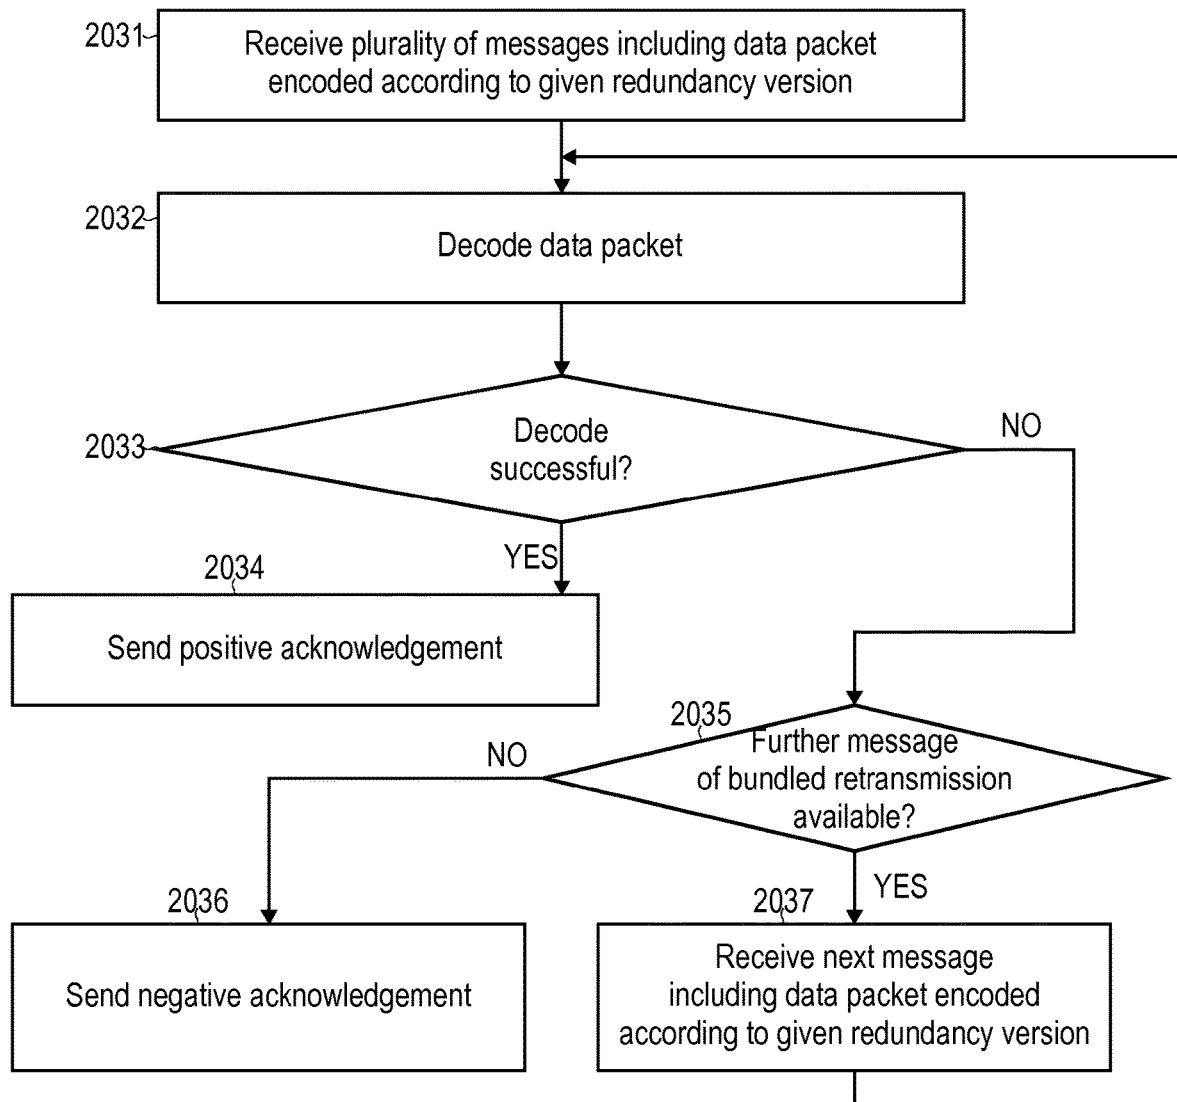 2031
Receive plurality of messages including data packet
encoded according to given redundancy version
2032
Decode data packet
2033
Decode
successful?
NO
YES
2034
Send positive acknowledgement
2035
Further message
of bundled retransmission
available?
NO
YES
2036
Send negative acknowledgement
2037
Receive next message
including data packet encoded
according to given redundancy version